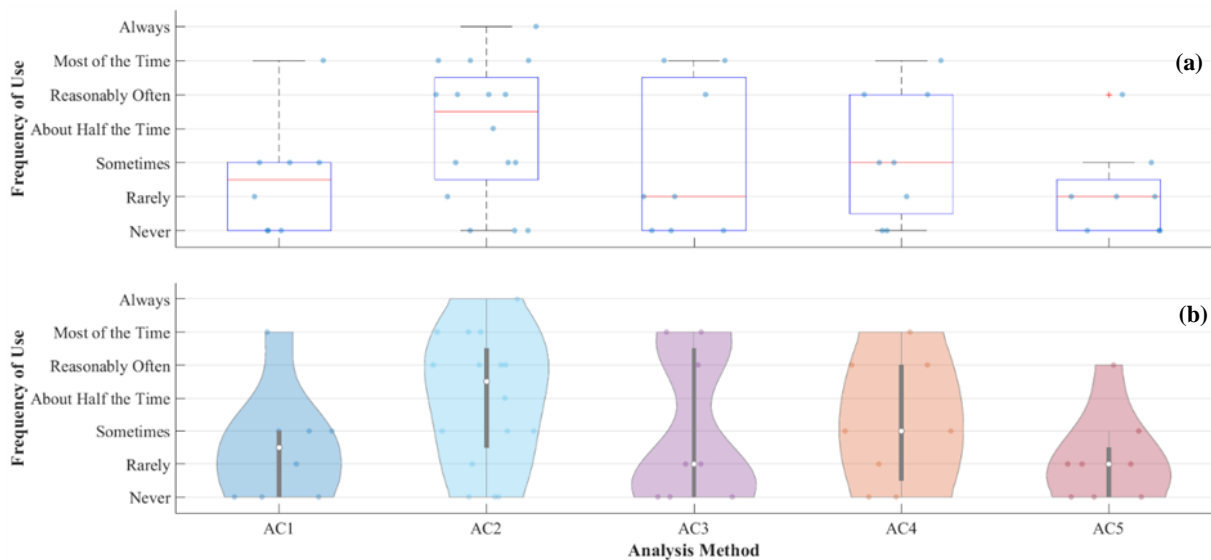 Always
Most of the Time
(a)
Reasonably Often
About Half the Time
Sometimes
Rarely
Never
Frequency of Use
Always
(b)
Most of the Time
Reasonably Often
About Half the Time
Sometimes
Rarely
Never
Frequency of Use
AC1 AC2 AC3 AC4 AC5
Analysis Method